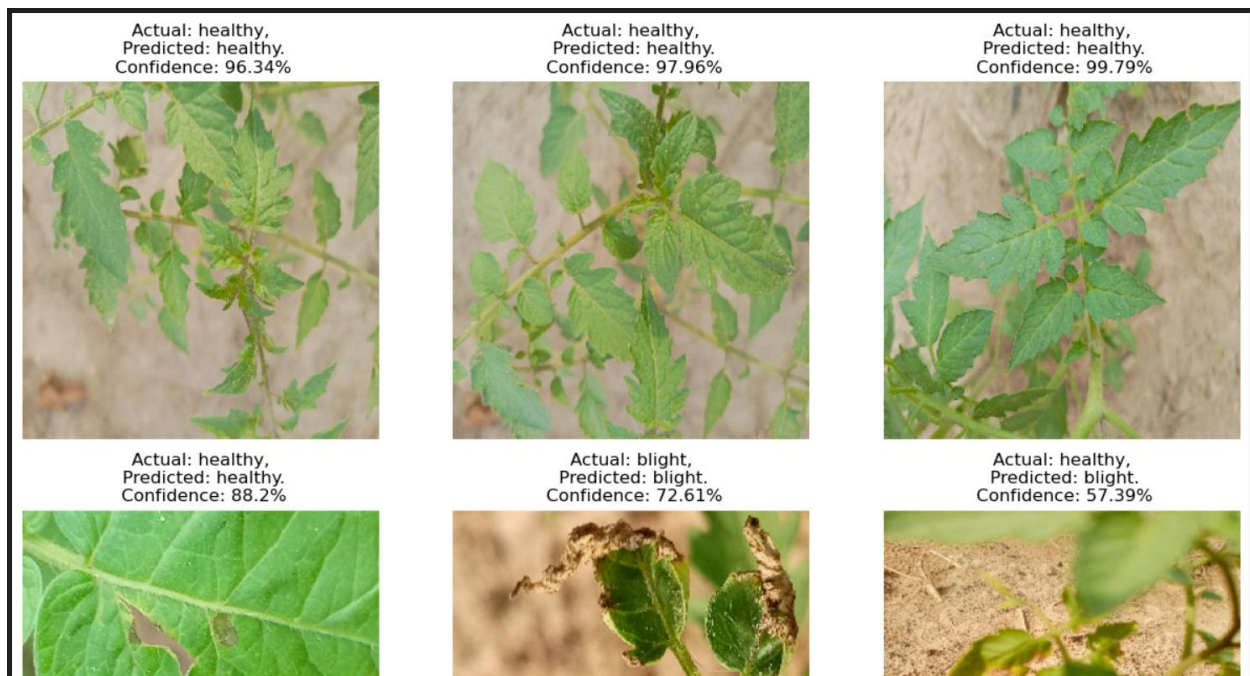 Actual: healthy,
Predicted: healthy.
Confidence: 96.34%
Actual: healthy,
Predicted: healthy.
Confidence: 97.96%
Actual: healthy,
Predicted: healthy.
Confidence: 99.79%
Actual: healthy,
Predicted: healthy.
Confidence: 88.2%
Actual: blight,
Predicted: blight.
Confidence: 72.61%
Actual: healthy,
Predicted: blight.
Confidence: 57.39%